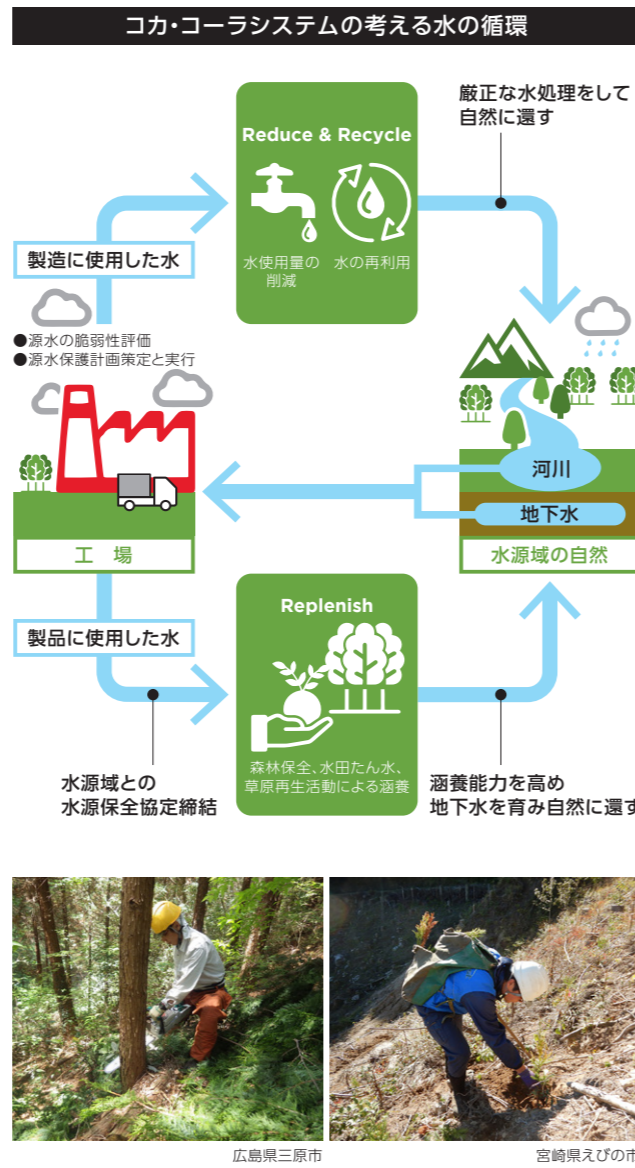 コカ・コーラシステムの考える水の循環
厳正な水処理をして
自然に還す
Reduce & Recycle
水使用量の
削減
水の再利用
製造に使用した水
●源水の脆弱性評価
●源水保護計画策定と実行
河川
地下水
工 場
水源域の自然
製品に使用した水
Replenish
森林保全、水田たん水、
草原再生活動による涵養
水源域との
水源保全協定締結
涵養能力を高め
地下水を育み自然に還す
広島県三原市
宮崎県えびの市